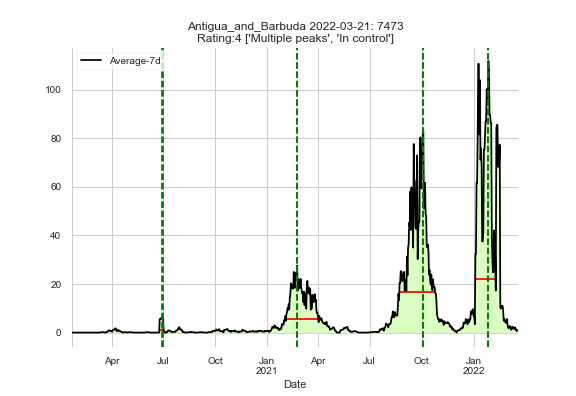 Antigua_and_Barbuda 2022-03-21: 7473
Rating:4 ['Multiple peaks', 'In control']
Average-7d
100
80
60
40
20
0
Apr Jul Oct Jan Apr Jul Oct Jan
2021 2022
Date